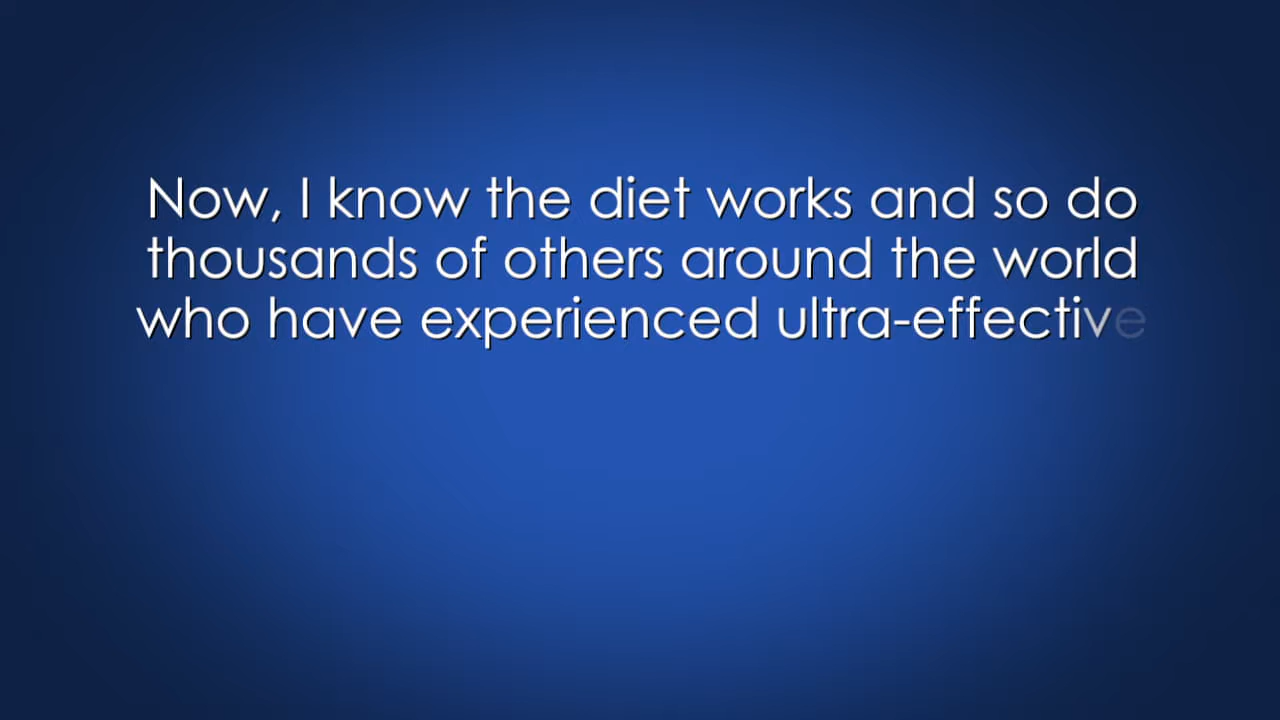 Now, I know the diet works and so do
thousands of others around the world
who have experienced ultra-effective